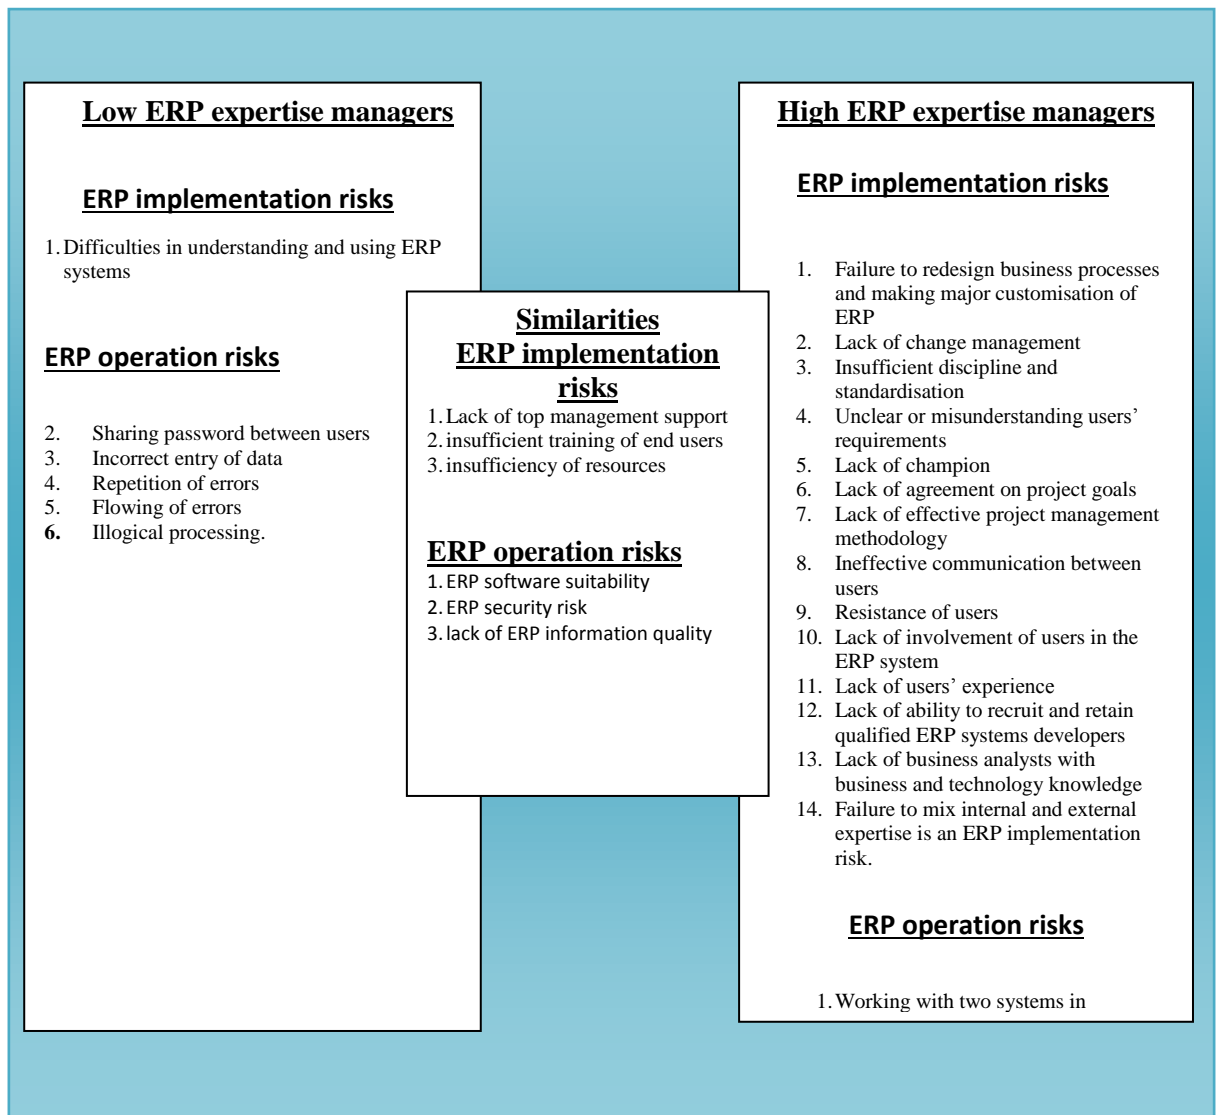 Low ERP expertise managers
ERP implementation risks
1. Difficulties in understanding and using ERP
systems
ERP operation risks
2. Sharing password between users
3. Incorrect entry of data
4. Repetition of errors
5. Flowing of errors
6. Illogical processing.
Similarities
ERP implementation
risks
1. Lack of top management support
2. insufficient training of end users
3. insufficiency of resources
ERP operation risks
1. ERP software suitability
2. ERP security risk
3. lack of ERP information quality
High ERP expertise managers
ERP implementation risks
1. Failure to redesign business processes
and making major customisation of
ERP
2. Lack of change management
3. Insufficient discipline and
standardisation
4. Unclear or misunderstanding users’
requirements
5. Lack of champion
6. Lack of agreement on project goals
7. Lack of effective project management
methodology
8. Ineffective communication between
users
9. Resistance of users
10. Lack of involvement of users in the
ERP system
11. Lack of users’ experience
12. Lack of ability to recruit and retain
qualified ERP systems developers
13. Lack of business analysts with
business and technology knowledge
14. Failure to mix internal and external
expertise is an ERP implementation
risk.
ERP operation risks
1. Working with two systems in